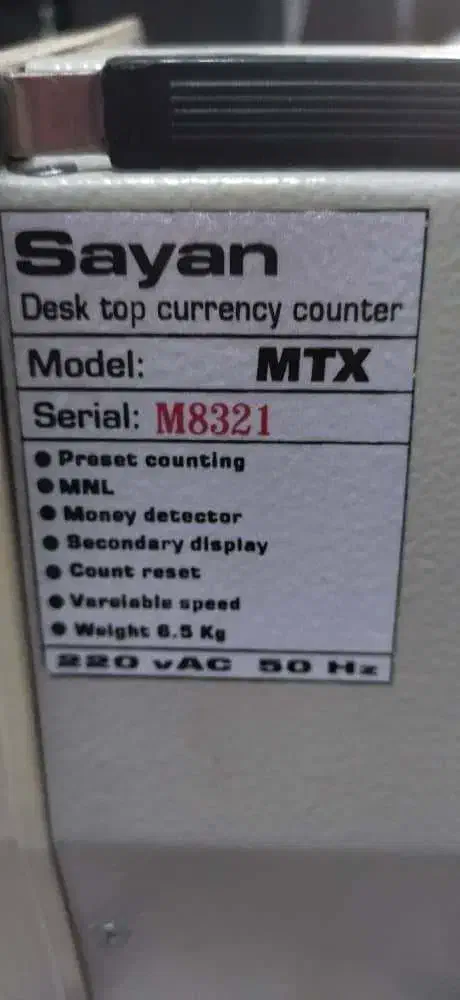 Sayan
Desk top currency counter
Model: MTX
Serial: M8321
● Preset counting
● MNL
● Money detector
● Secondary display
● Count reset
● Vareiable speed
● Weight 6.5 Kg
220 vAC 50 Hz